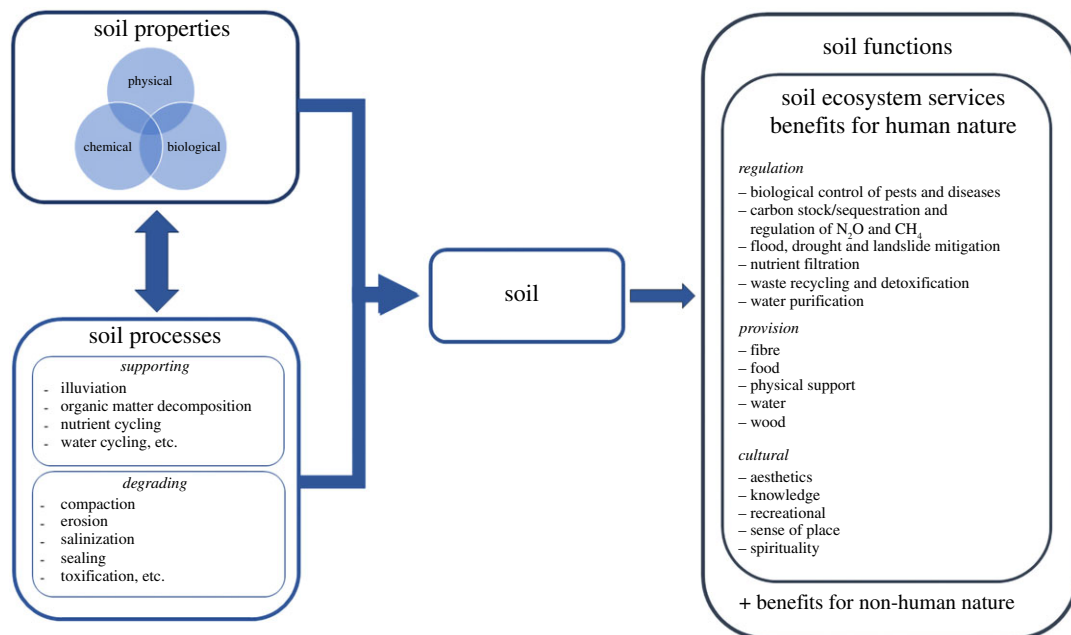 soil properties
physical
chemical
biological
soil processes
supporting
- illuviation
- organic matter decomposition
- nutrient cycling
- water cycling, etc.
degrading
- compaction
- erosion
- salinization
- sealing
- toxification, etc.
soil
soil functions
soil ecosystem services
benefits for human nature
regulation
– biological control of pests and diseases
– carbon stock/sequestration and
regulation of N₂O and CH₄
– flood, drought and landslide mitigation
– nutrient filtration
– waste recycling and detoxification
– water purification
provision
– fibre
– food
– physical support
– water
– wood
cultural
– aesthetics
– knowledge
– recreational
– sense of place
– spirituality
+ benefits for non-human nature